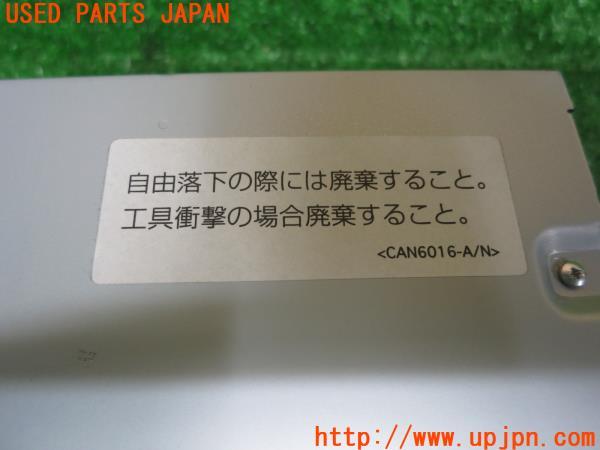 USED PARTS JAPAN
自由落下の際には廃棄すること。
工具衝撃の場合廃棄すること。
<CAN6016-A/N>
http://www.upjpn.com